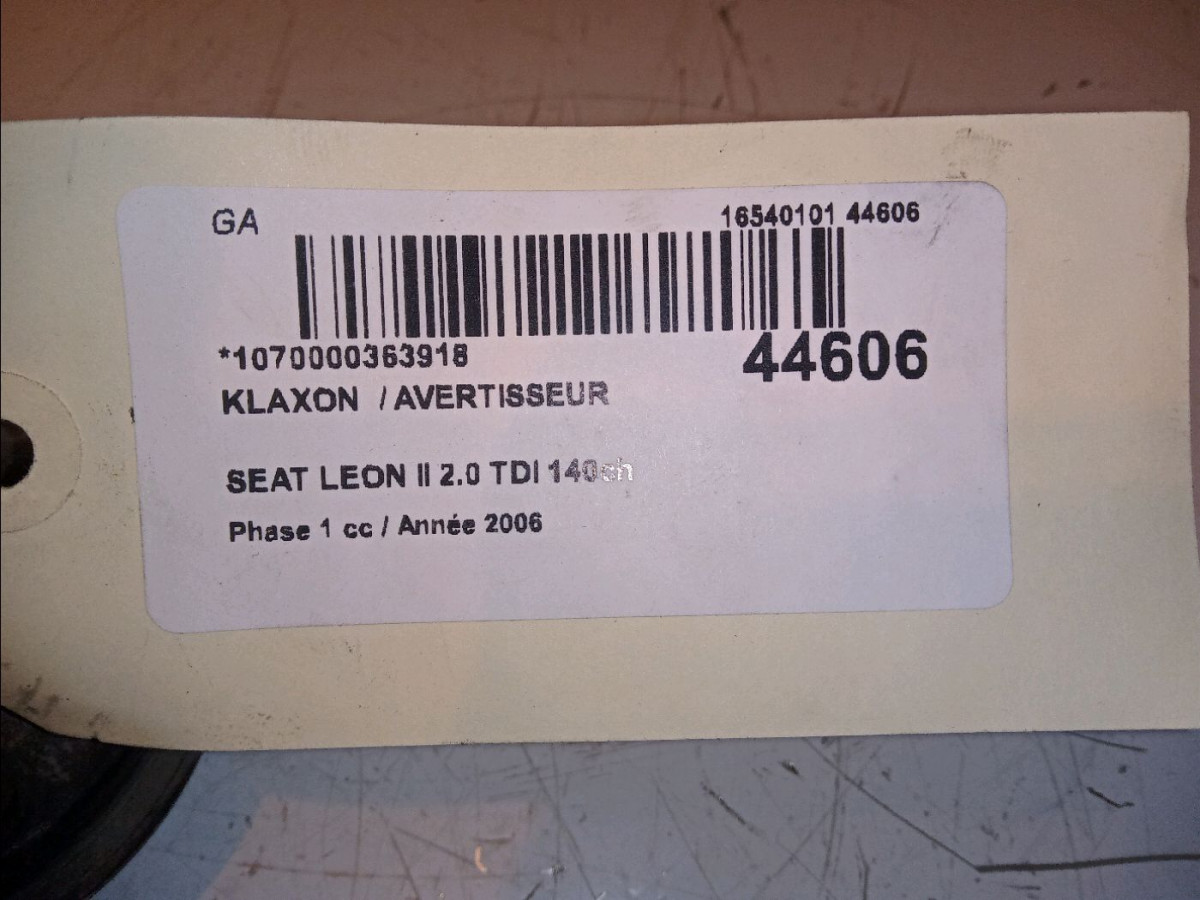 GA
16540101 44606
*1070000363918
44606
KLAXON / AVERTISSEUR
SEAT LEON II 2.0 TDI 140ch
Phase 1 cc / Année 2006